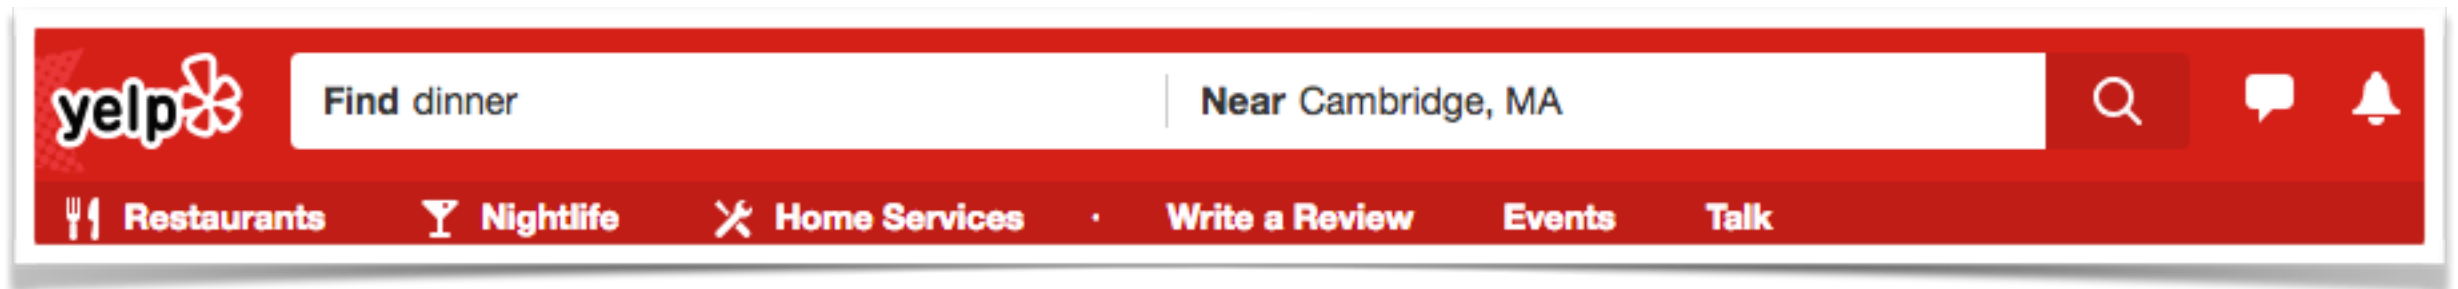 yelp Find dinner Near Cambridge, MA
Restaurants Nightlife Home Services · Write a Review Events Talk